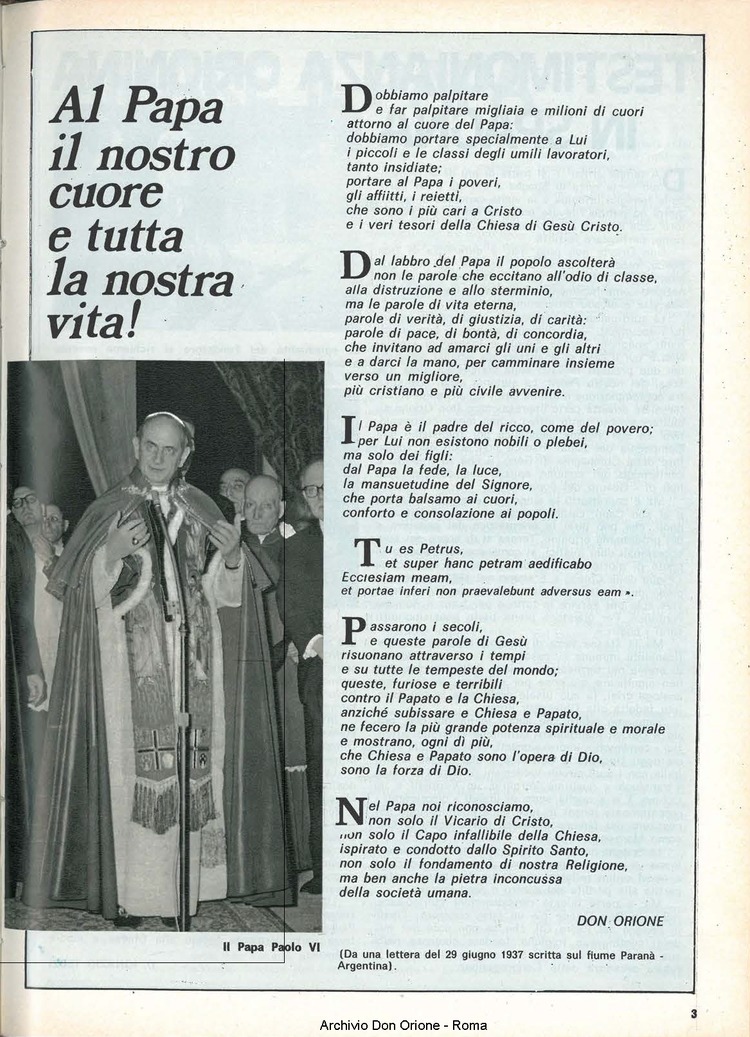 Al Papa
il nostro
cuore
e tutta
la nostra
vita!
Dobbiamo palpitare
e far palpitare migliaia e milioni di cuori
attorno al cuore del Papa:
dobbiamo portare specialmente a Lui
i piccoli e le classi degli umili lavoratori,
tanto insidiate;
portare al Papa i poveri,
gli affiitti, i reietti,
che sono i più cari a Cristo
e i veri tesori della Chiesa di Gesù Cristo.
Dal labbro del Papa il popolo ascolterà
non le parole che eccitano all'odio di classe,
alla distruzione e allo sterminio,
ma le parole di vita eterna,
parole di verità, di giustizia, di carità:
parole di pace, di bontà, di concordia,
che invitano ad amarci gli uni e gli altri
e a darci la mano, per camminare insieme
verso un migliore,
più cristiano e più civile avvenire.
Il Papa è il padre del ricco, come del povero;
per Lui non esistono nobili o plebei,
ma solo dei figli:
dal Papa la fede, la luce,
la mansuetudine del Signore,
che porta balsamo ai cuori,
conforto e consolazione ai popoli.
Tu es Petrus,
et super hanc petram aedificabo
Ecclesiam meam,
et portae inferi non praevalebunt adversus eam ».
Passarono i secoli,
e queste parole di Gesù
risuonano attraverso i tempi
e su tutte le tempeste del mondo;
queste, furiose e terribili
contro il Papato e la Chiesa,
anziché subissare e Chiesa e Papato,
ne fecero la più grande potenza spirituale e morale
e mostrano, ogni dì più,
che Chiesa e Papato sono l'opera di Dio,
sono la forza di Dio.
Nel Papa noi riconosciamo,
non solo il Vicario di Cristo,
non solo il Capo infallibile della Chiesa,
ispirato e condotto dallo Spirito Santo,
non solo il fondamento di nostra Religione,
ma ben anche la pietra inconcussa
della società umana.
DON ORIONE
Il Papa Paolo VI
(Da una lettera del 29 giugno 1937 scritta sul fiume Paranà -
Argentina).
3
Archivio Don Orione - Roma